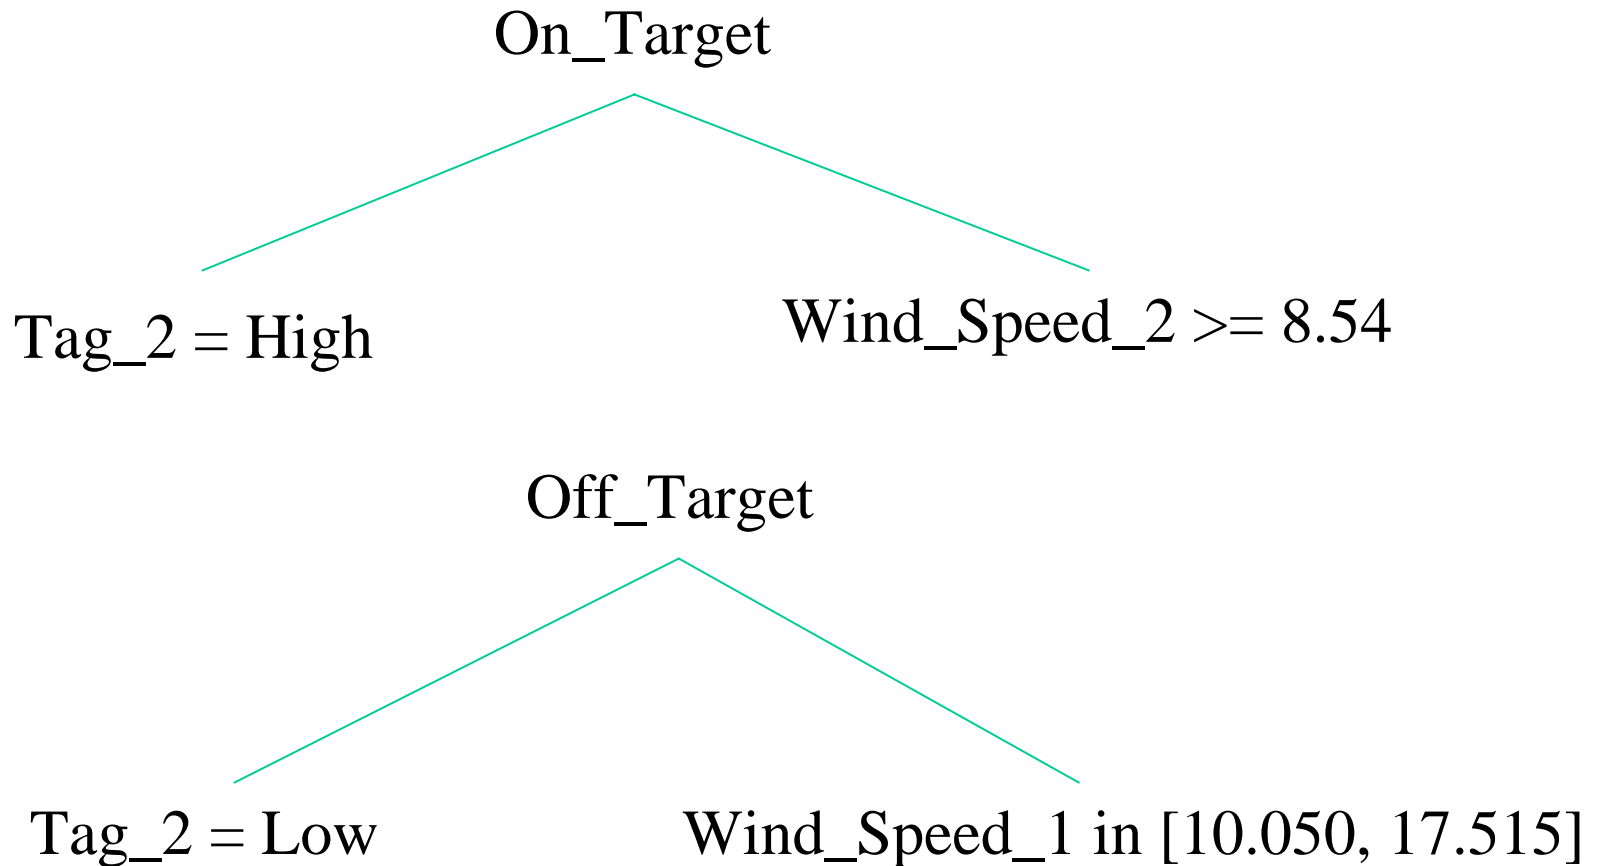 On_Target
Tag_2 = High
Wind_Speed_2 >= 8.54
Off_Target
Tag_2 = Low
Wind_Speed_1 in [10.050, 17.515]